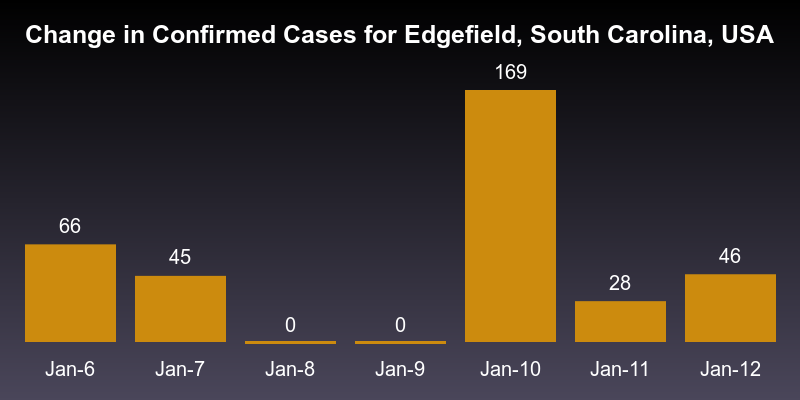 Change in Confirmed Cases for Edgefield, South Carolina, USA
169
66
45
0
0
28
46
Jan-6
Jan-7
Jan-8
Jan-9
Jan-10
Jan-11
Jan-12